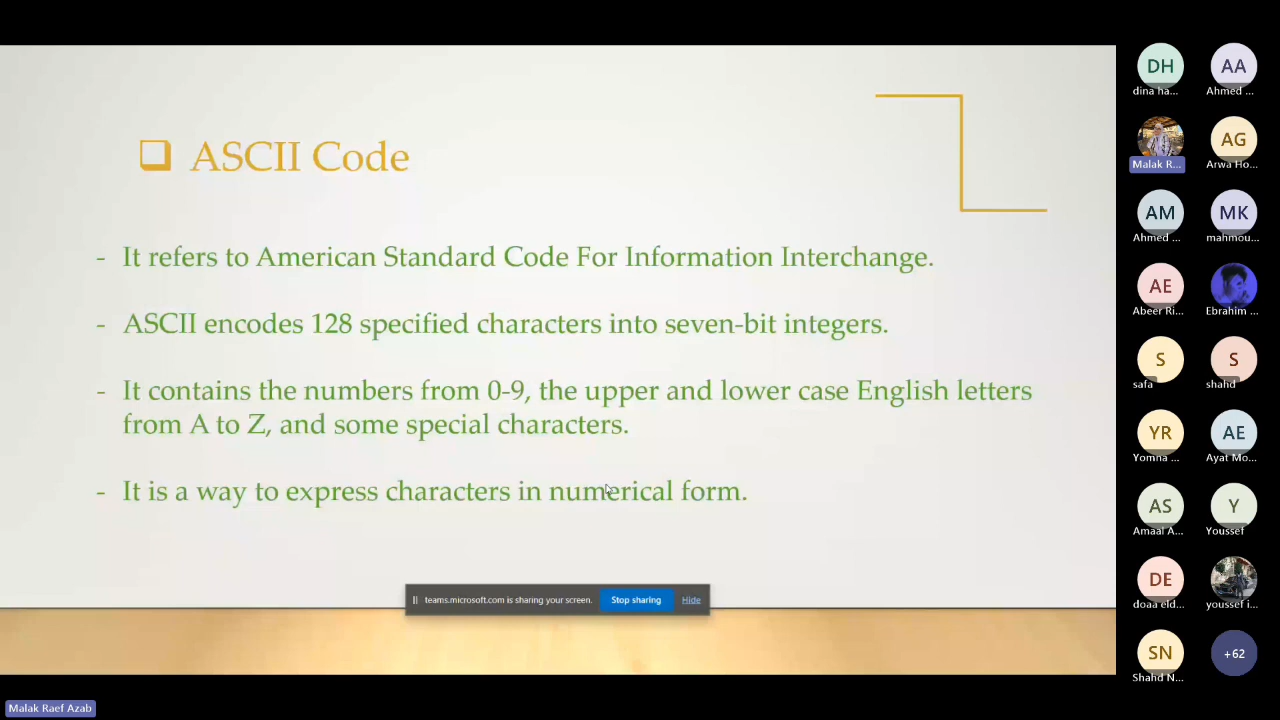 ❑ ASCII Code
- It refers to American Standard Code For Information Interchange.
- ASCII encodes 128 specified characters into seven-bit integers.
- It contains the numbers from 0-9, the upper and lower case English letters
from A to Z, and some special characters.
- It is a way to express characters in numerical form.
teams.microsoft.com is sharing your screen. Stop sharing Hide
Malak Raef Azab
DH AA
dina ha... Ahmed ...
AG
Malak R... Arwa Ho...
AM MK
Ahmed ... mahmou...
AE
Abeer Ri... Ebrahim ...
S S
safa shahd
YR AE
Yomna ... Ayat Mo...
AS Y
Amaal A... Youssef
DE
doaa eld... youssef i...
SN +62
Shahd N...